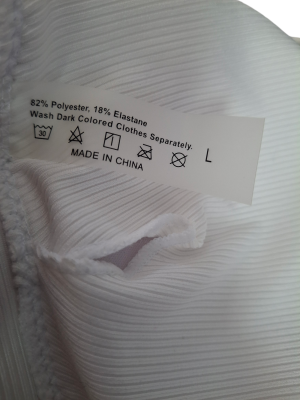 82% Polyester, 18% Elastane
Wash Dark Colored Clothes Separately.
30
L
MADE IN CHINA